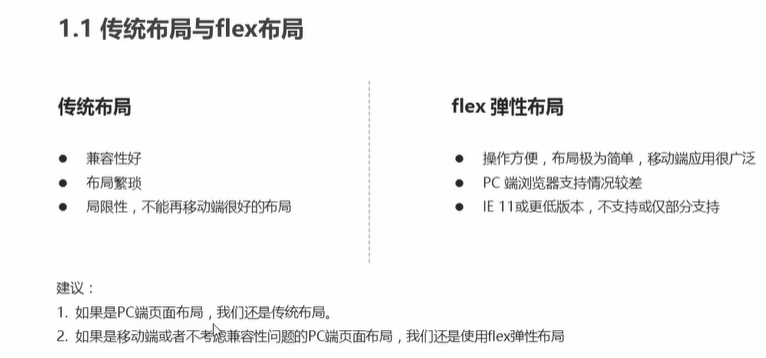 1.1 传统布局与flex布局
传统布局
● 兼容性好
● 布局繁琐
● 局限性，不能再移动端很好的布局
flex 弹性布局
● 操作方便，布局极为简单，移动端应用很广泛
● PC 端浏览器支持情况较差
● IE 11或更低版本，不支持或仅部分支持
建议：
1. 如果是PC端页面布局，我们还是传统布局。
2. 如果是移动端或者不考虑兼容性问题的PC端页面布局，我们还是使用flex弹性布局